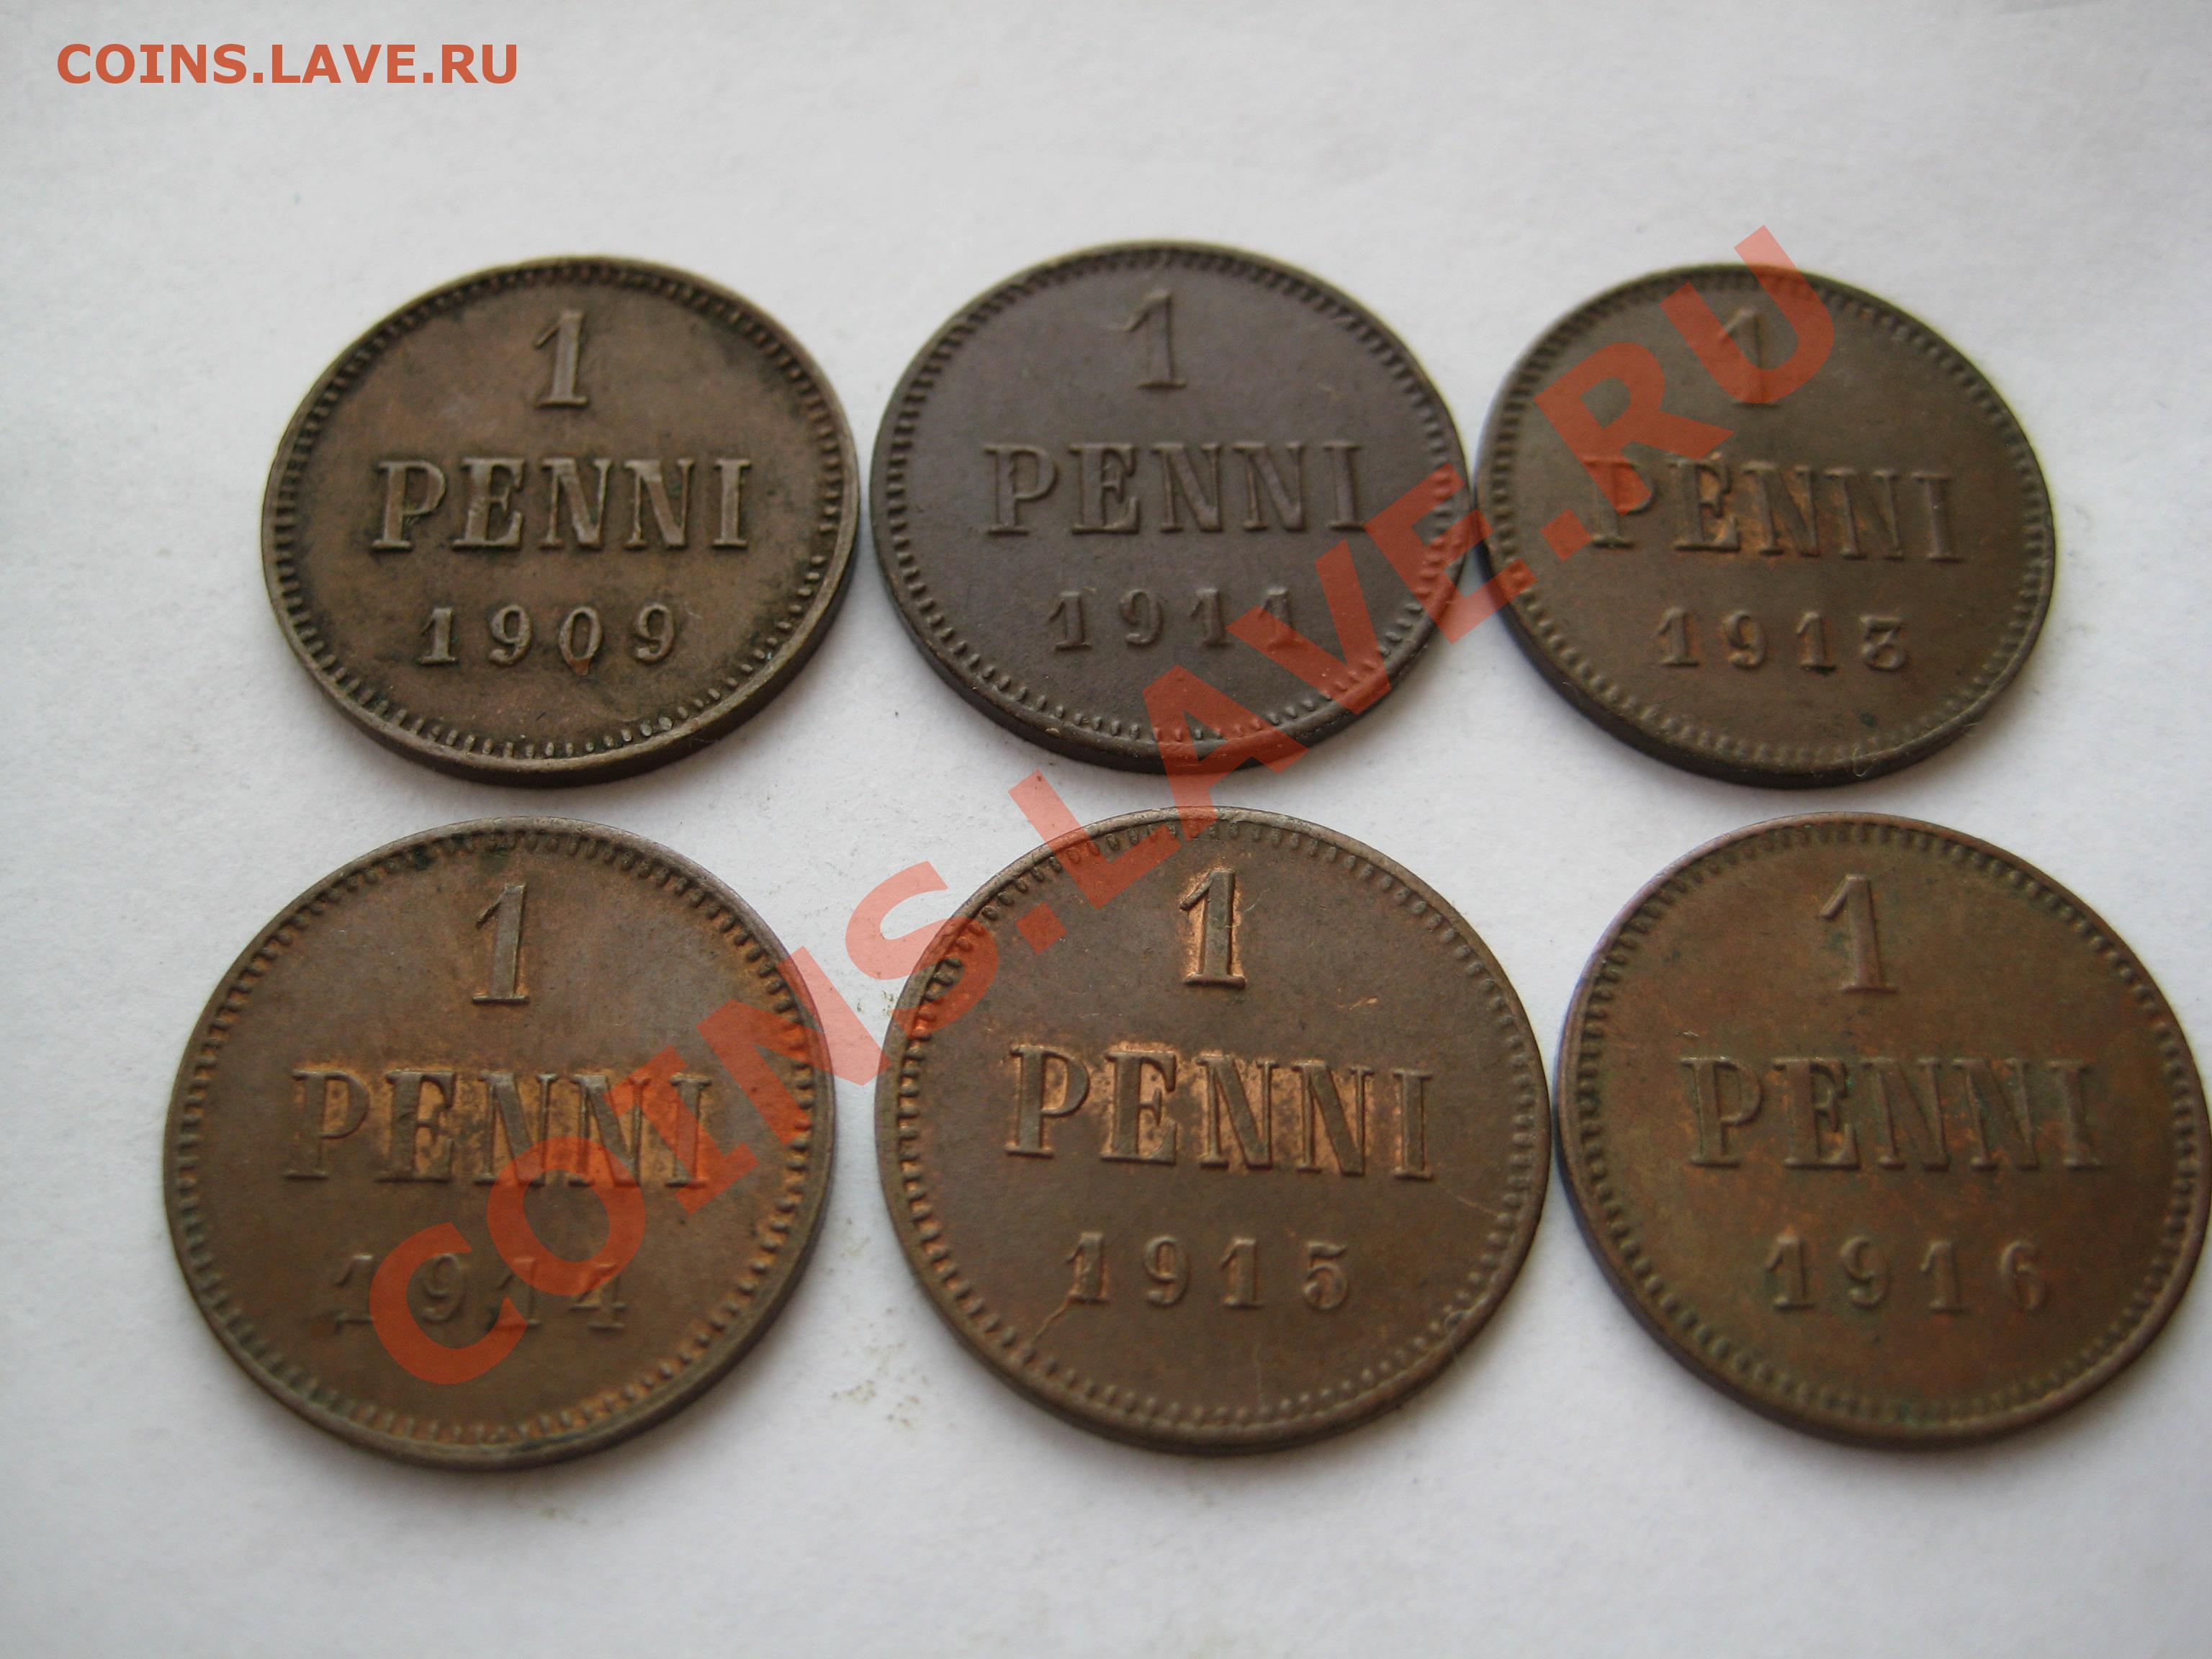 COINS.LAVE.RU
1
PENNI
1909
1
PENNI
1911
1
PENNI
1913
1
PENNI
1914
1
PENNI
1915
1
PENNI
1916
COINS.LAVE.RU